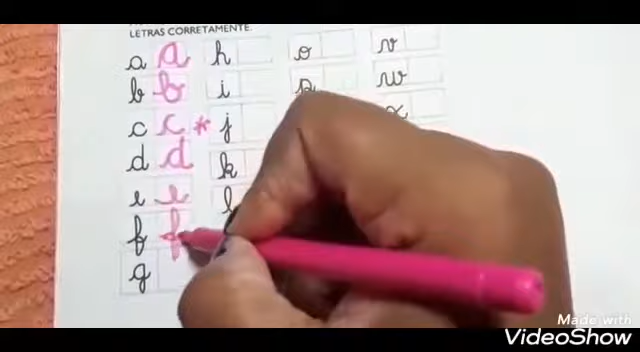 LETRAS CORRETAMENTE.
a a h o v
b b i p w
c c * j x
d d k
e e l
f f
g
Made with
VideoShow